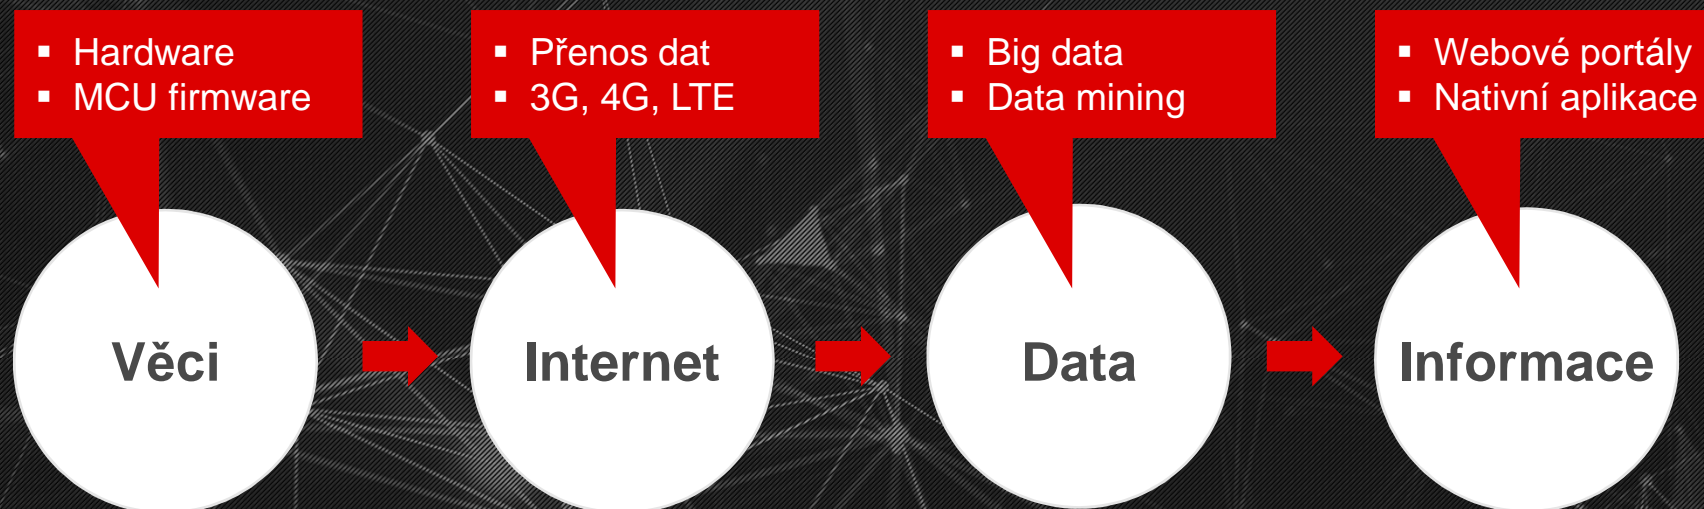 ▪ Hardware
▪ MCU firmware
▪ Přenos dat
▪ 3G, 4G, LTE
▪ Big data
▪ Data mining
▪ Webové portály
▪ Nativní aplikace
Věci
Internet
Data
Informace